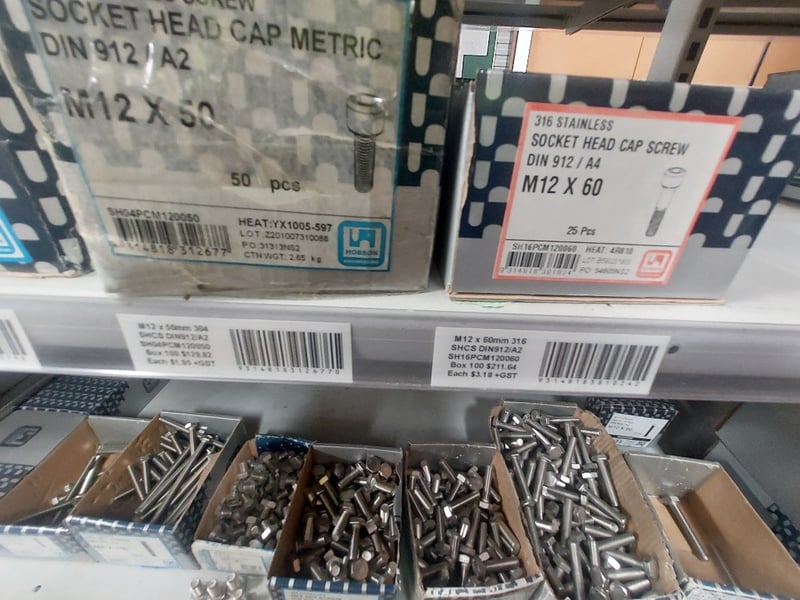 SOCKET HEAD CAP METRIC
DIN 912 / A2
M12 X 50
50 pcs
SH04PCM120050
HEAT:YX1005-597
LOT: Z201007310088
P.O: 31313NS2
CTN WGT: 2.65 kg
HOBSON
316 STAINLESS
SOCKET HEAD CAP SCREW
DIN 912 / A4
M12 X 60
25 Pcs
SH16PCM120060 HEAT: 4R810
M12 x 50mm 304
SHCS DIN912/A2
SH04PCM120050
Box 100 $129.82
Each $1.95 +GST
9314818312677
M12 x 60mm 316
SHCS DIN912/A2
SH16PCM120060
Box 100 $211.64
Each $3.18 +GST